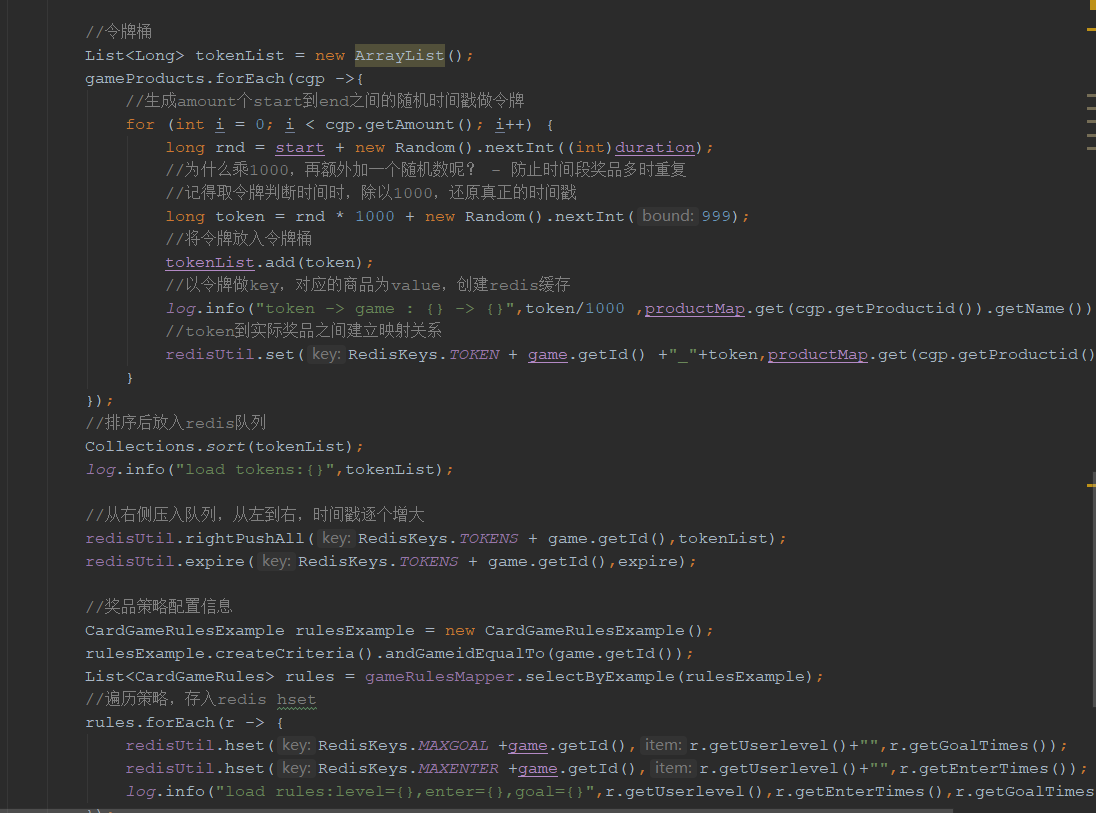 //令牌桶
List<Long> tokenList = new ArrayList();
gameProducts.forEach(cgp ->{
//生成amount个start到end之间的随机时间戳做令牌
for (int i = 0; i < cgp.getAmount(); i++) {
long rnd = start + new Random().nextInt((int)duration);
//为什么乘1000，再额外加一个随机数呢？ - 防止时间段奖品多时重复
//记得取令牌判断时间时，除以1000，还原真正的时间戳
long token = rnd * 1000 + new Random().nextInt( bound: 999);
//将令牌放入令牌桶
tokenList.add(token);
//以令牌做key，对应的商品为value，创建redis缓存
log.info("token -> game : {} -> {}",token/1000 ,productMap.get(cgp.getProductid()).getName())
//token到实际奖品之间建立映射关系
redisUtil.set( key: RedisKeys.TOKEN + game.getId() +"_"+token,productMap.get(cgp.getProductid()
}
});
//排序后放入redis队列
Collections.sort(tokenList);
log.info("load tokens:{}",tokenList);
//从右侧压入队列，从左到右，时间戳逐个增大
redisUtil.rightPushAll( key: RedisKeys.TOKENS + game.getId(),tokenList);
redisUtil.expire( key: RedisKeys.TOKENS + game.getId(),expire);
//奖品策略配置信息
CardGameRulesExample rulesExample = new CardGameRulesExample();
rulesExample.createCriteria().andGameidEqualTo(game.getId());
List<CardGameRules> rules = gameRulesMapper.selectByExample(rulesExample);
//遍历策略，存入redis hset
rules.forEach(r -> {
redisUtil.hset( key: RedisKeys.MAXGOAL +game.getId(), item: r.getUserlevel()+"",r.getGoalTimes());
redisUtil.hset( key: RedisKeys.MAXENTER +game.getId(), item: r.getUserlevel()+"",r.getEnterTimes());
log.info("load rules:level={},enter={},goal={}",r.getUserlevel(),r.getEnterTimes(),r.getGoalTimes